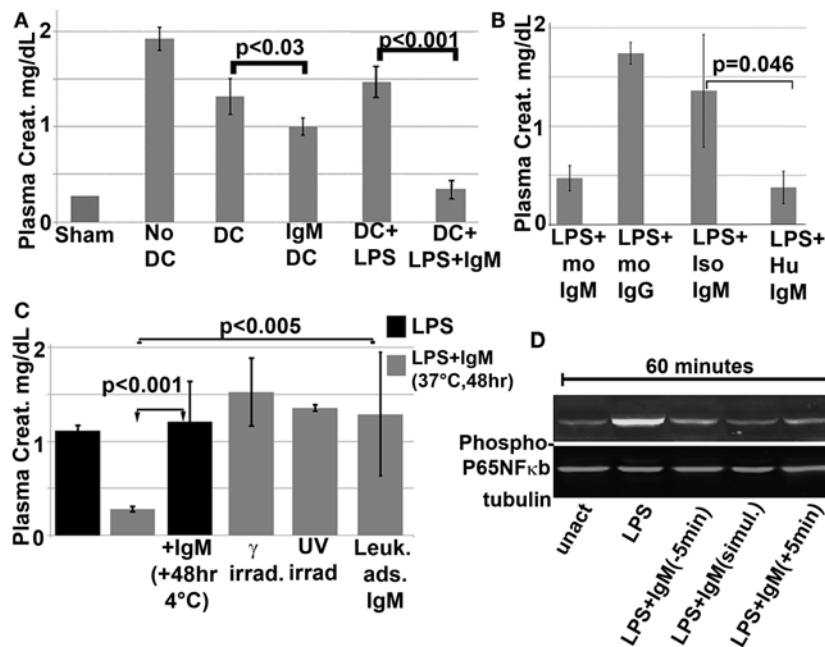 A
Plasma Creat. mg/dL
2
1
0
p<0.03
p<0.001
Sham
No
DC
DC
IgM
DC
DC+
LPS
DC+
LPS+IgM
B
Plasma Creat. mg/dL
2
1
0
p=0.046
LPS+
mo
IgM
LPS+
mo
IgG
LPS+
Iso
IgM
LPS+
Hu
IgM
C
Plasma Creat. mg/dL
2
1
0
p<0.005
p<0.001
LPS
LPS+IgM
(37°C,48hr)
+IgM
(+48hr
4°C)
γ
irrad.
UV
irrad
Leuk.
ads.
IgM
D
60 minutes
Phospho-
P65NFκb
tubulin
unact
LPS
LPS+IgM(-5min)
LPS+IgM(simul.)
LPS+IgM(+5min)